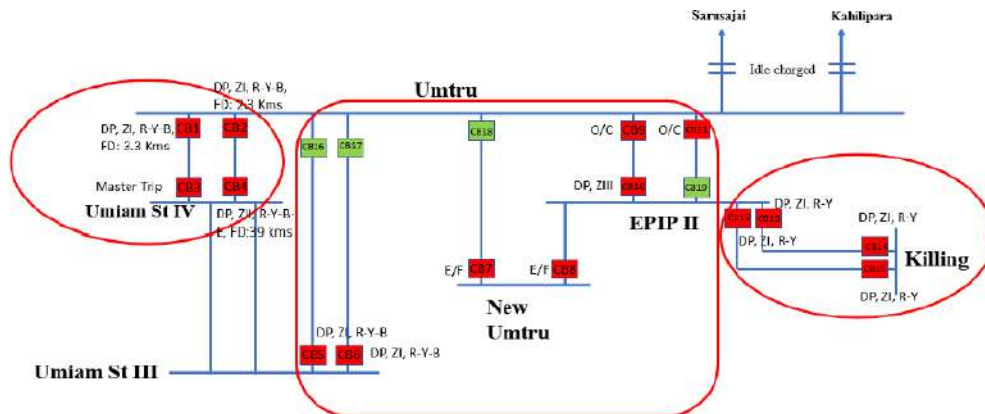 Sarusajai
Kahilipara
Idle charged
Umtru
DP, ZI, R-Y-B,
FD: 2.3 Kms
DP, ZI, R-Y-B,
FD: 3.3 Kms
CB1
CB2
CB16
CB17
CB18
O/C
CB9
O/C
Master Trip
CB3
CB4
Umiam St IV
DP, ZII, R-Y-B-
E, FD:39 kms
DP, ZIII
CB10
CB19
EPIP II
DP, ZI, R-Y
DP, ZI, R-Y
DP, ZI, R-Y
Killing
DP, ZI, R-Y
E/F
CB7
E/F
CB8
New
Umtru
DP, ZI, R-Y-B
CB5
CB6
DP, ZI, R-Y-B
Umiam St III